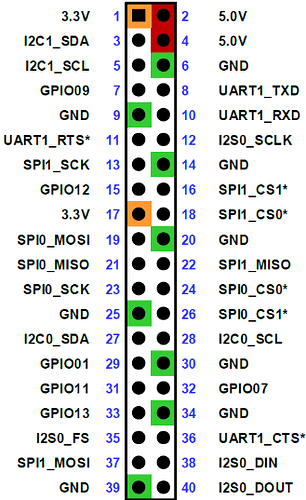 3.3V 1 2 5.0V
I2C1_SDA 3 4 5.0V
I2C1_SCL 5 6 GND
GPIO09 7 8 UART1_TXD
GND 9 10 UART1_RXD
UART1_RTS* 11 12 I2S0_SCLK
SPI1_SCK 13 14 GND
GPIO12 15 16 SPI1_CS1*
3.3V 17 18 SPI1_CS0*
SPI0_MOSI 19 20 GND
SPI0_MISO 21 22 SPI1_MISO
SPI0_SCK 23 24 SPI0_CS0*
GND 25 26 SPI0_CS1*
I2C0_SDA 27 28 I2C0_SCL
GPIO01 29 30 GND
GPIO11 31 32 GPIO07
GPIO13 33 34 GND
I2S0_FS 35 36 UART1_CTS*
SPI1_MOSI 37 38 I2S0_DIN
GND 39 40 I2S0_DOUT